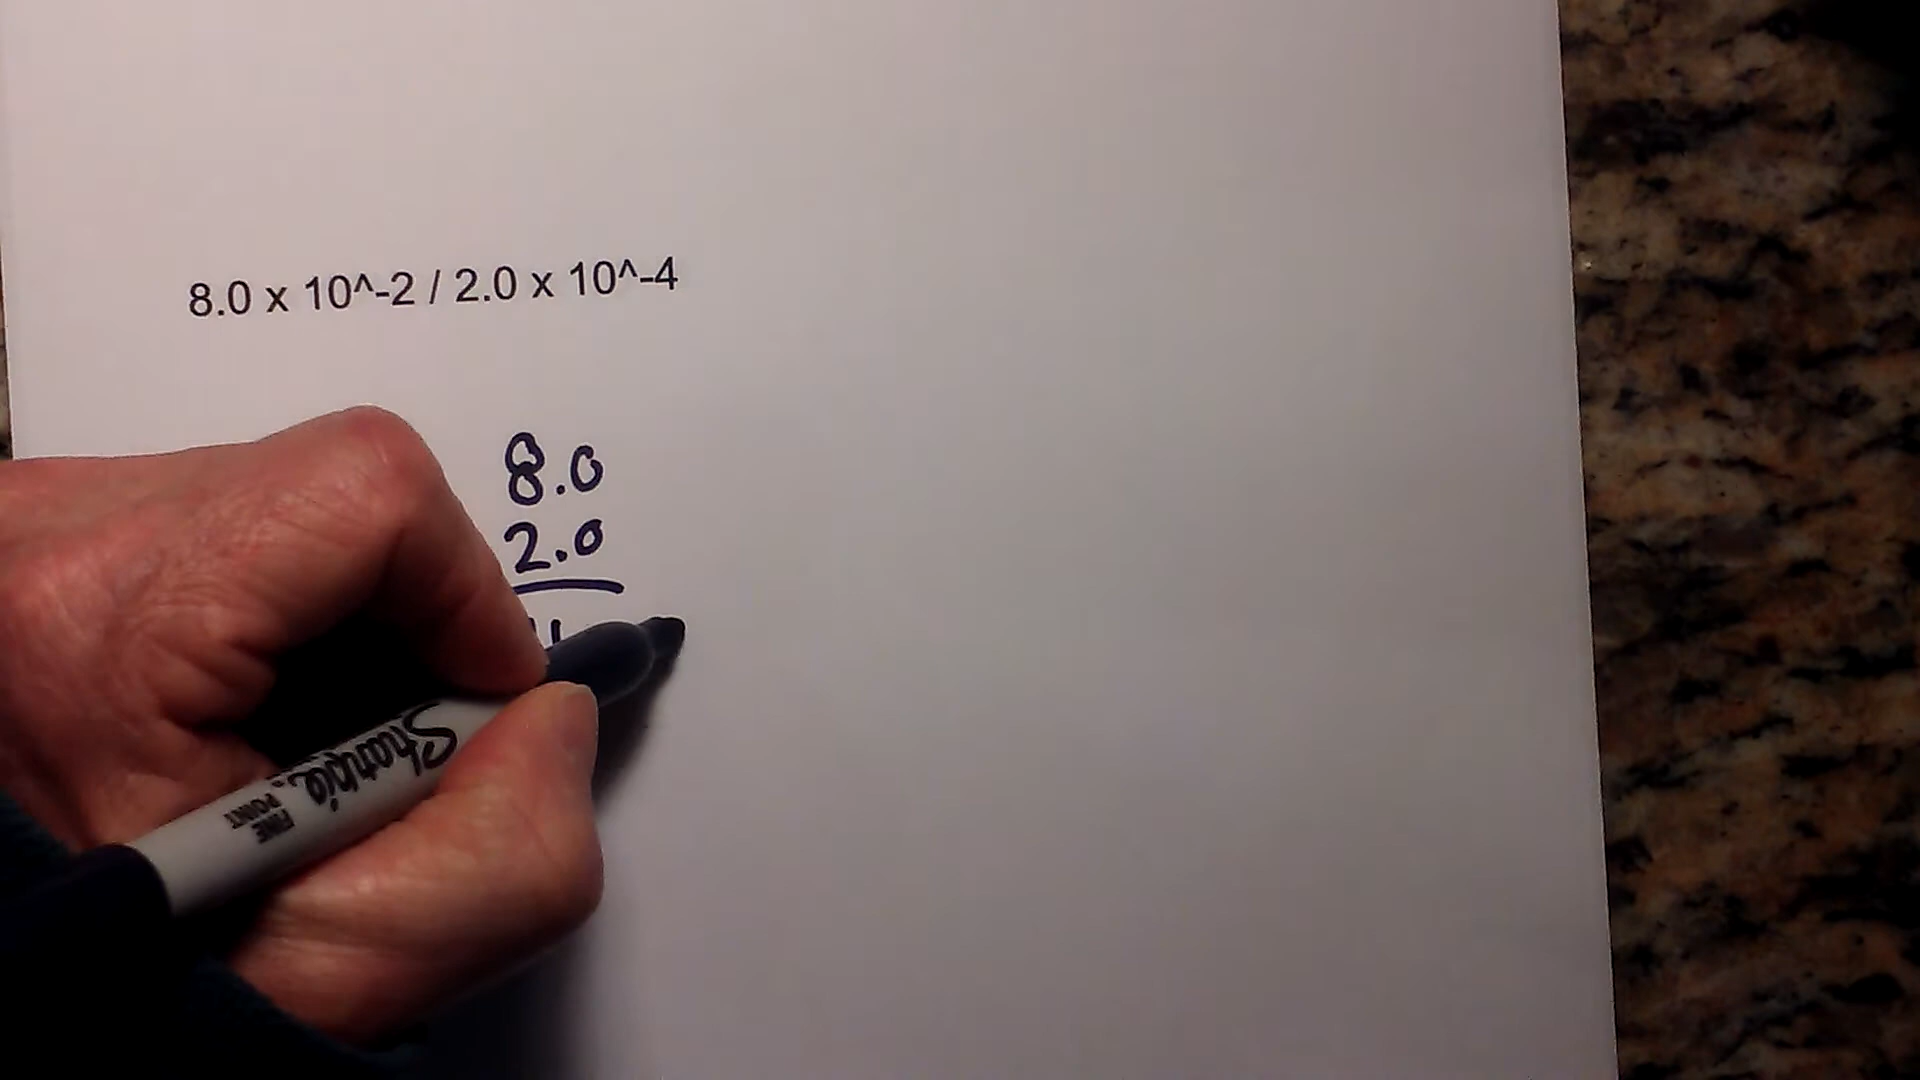 8.0 x 10^-2 / 2.0 x 10^-4
8.0
2.0
Sharpie
FINE
POINT